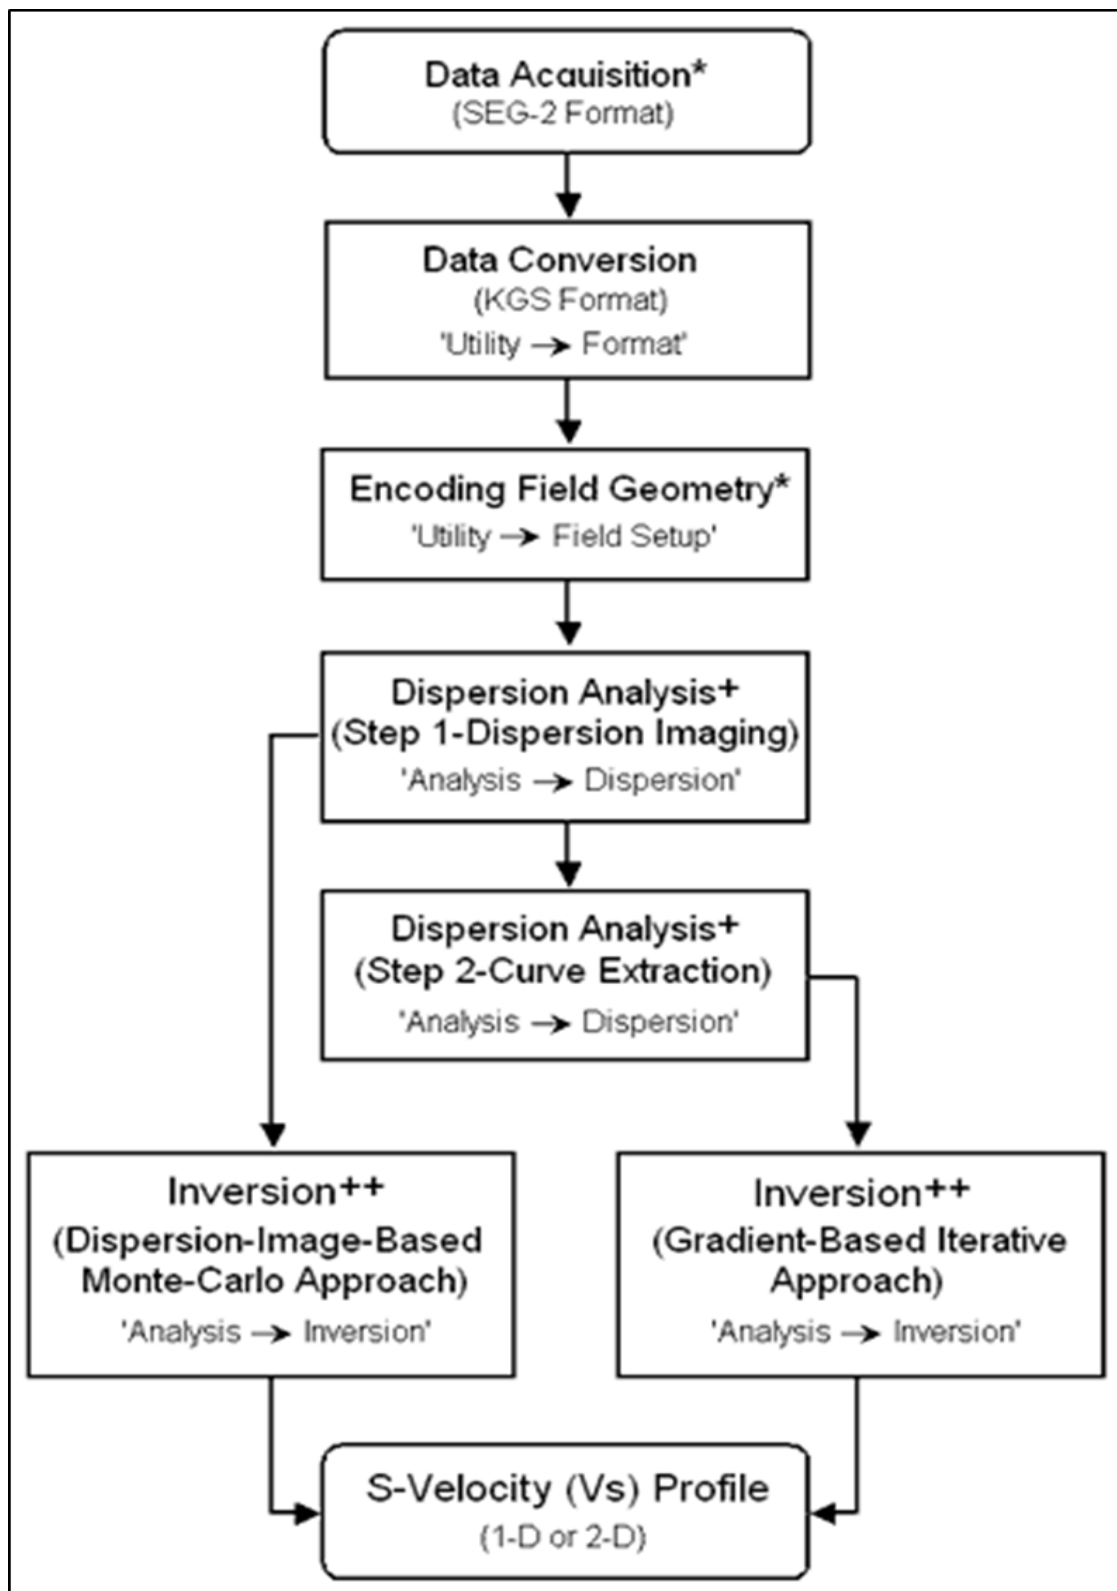 Data Acquisition*
(SEG-2 Format)
Data Conversion
(KGS Format)
'Utility → Format'
Encoding Field Geometry*
'Utility → Field Setup'
Dispersion Analysis+
(Step 1-Dispersion Imaging)
'Analysis → Dispersion'
Dispersion Analysis+
(Step 2-Curve Extraction)
'Analysis → Dispersion'
Inversion++
(Dispersion-Image-Based
Monte-Carlo Approach)
'Analysis → Inversion'
Inversion++
(Gradient-Based Iterative
Approach)
'Analysis → Inversion'
S-Velocity (Vs) Profile
(1-D or 2-D)